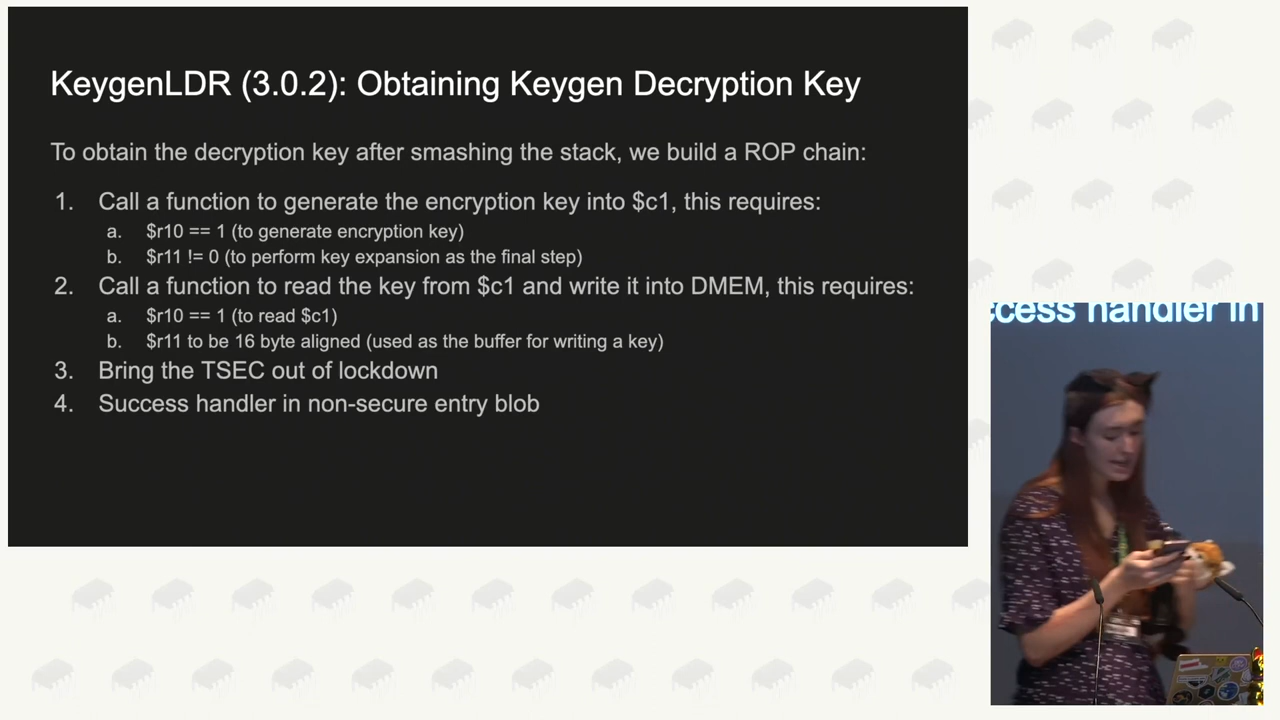 KeygenLDR (3.0.2): Obtaining Keygen Decryption Key
To obtain the decryption key after smashing the stack, we build a ROP chain:
1. Call a function to generate the encryption key into $c1, this requires:
a. $r10 == 1 (to generate encryption key)
b. $r11 != 0 (to perform key expansion as the final step)
2. Call a function to read the key from $c1 and write it into DMEM, this requires:
a. $r10 == 1 (to read $c1)
b. $r11 to be 16 byte aligned (used as the buffer for writing a key)
3. Bring the TSEC out of lockdown
4. Success handler in non-secure entry blob
ccess handler in